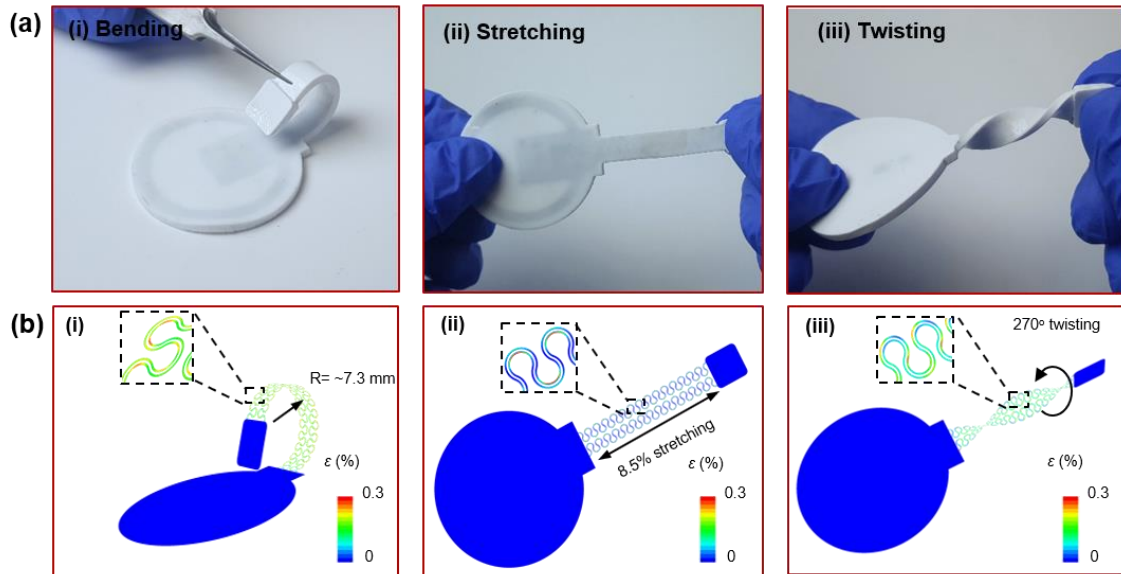 (a)
(i) Bending
(ii) Stretching
(iii) Twisting
(b)
(i)
R= ~7.3 mm
ε (%)
0.3
0
(ii)
8.5% stretching
ε (%)
0.3
0
(iii)
270° twisting
ε (%)
0.3
0